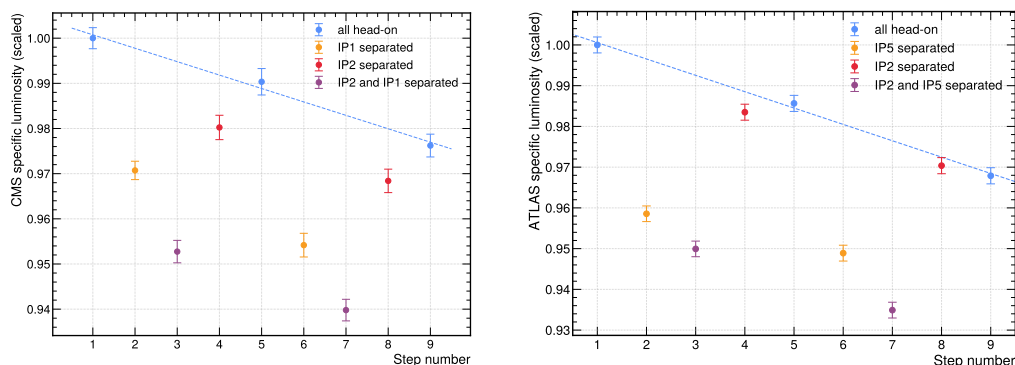 CMS specific luminosity (scaled)
1.00
0.99
0.98
0.97
0.96
0.95
0.94
all head-on
IP1 separated
IP2 separated
IP2 and IP1 separated
1 2 3 4 5 6 7 8 9
Step number
ATLAS specific luminosity (scaled)
1.00
0.99
0.98
0.97
0.96
0.95
0.94
0.93
all head-on
IP5 separated
IP2 separated
IP2 and IP5 separated
1 2 3 4 5 6 7 8 9
Step number